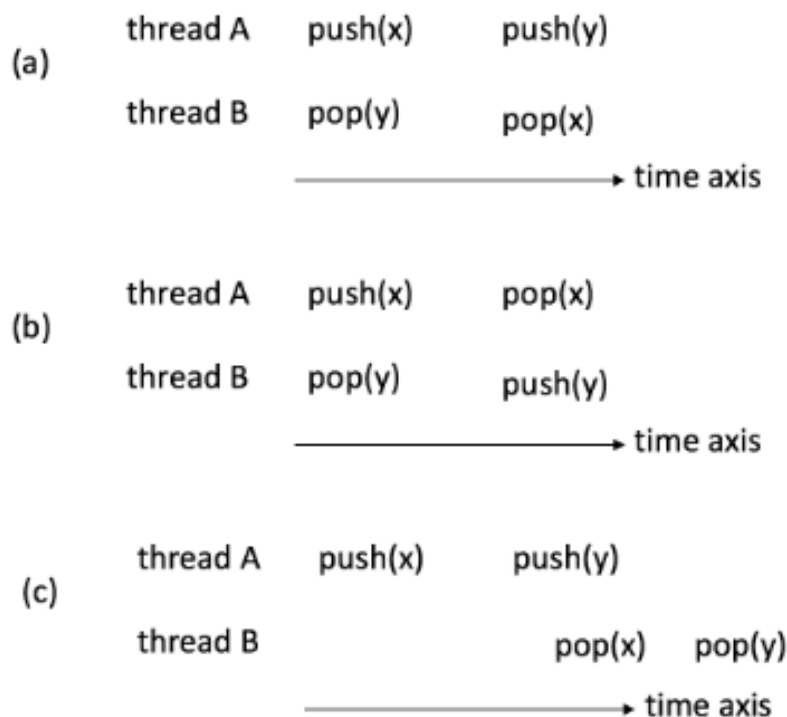 thread A push(x) push(y)
(a)
thread B pop(y) pop(x)
time axis
thread A push(x) pop(x)
(b)
thread B pop(y) push(y)
time axis
thread A push(x) push(y)
(c)
thread B pop(x) pop(y)
time axis